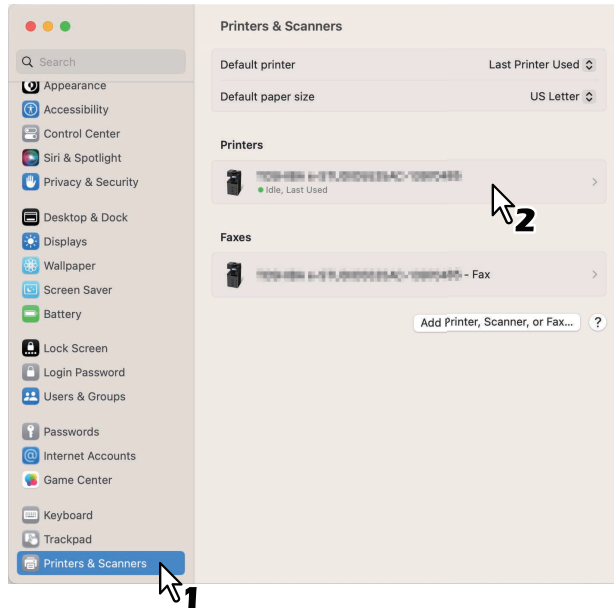 Printers & Scanners
Search
Appearance
Accessibility
Control Center
Siri & Spotlight
Privacy & Security
Desktop & Dock
Displays
Wallpaper
Screen Saver
Battery
Lock Screen
Login Password
Users & Groups
Passwords
Internet Accounts
Game Center
Keyboard
Trackpad
Printers & Scanners
1
Default printer Last Printer Used
Default paper size US Letter
Printers
Idle, Last Used
2
Faxes
- Fax
Add Printer, Scanner, or Fax... ?